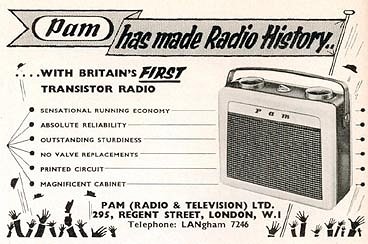 Pam has made Radio History..
....WITH BRITAIN'S FIRST
TRANSISTOR RADIO
SENSATIONAL RUNNING ECONOMY
ABSOLUTE RELIABILITY
OUTSTANDING STURDINESS
NO VALVE REPLACEMENTS
PRINTED CIRCUIT
MAGNIFICENT CABINET
pam
PAM (RADIO & TELEVISION) LTD.
295, REGENT STREET, LONDON, W.1
Telephone: LANgham 7246